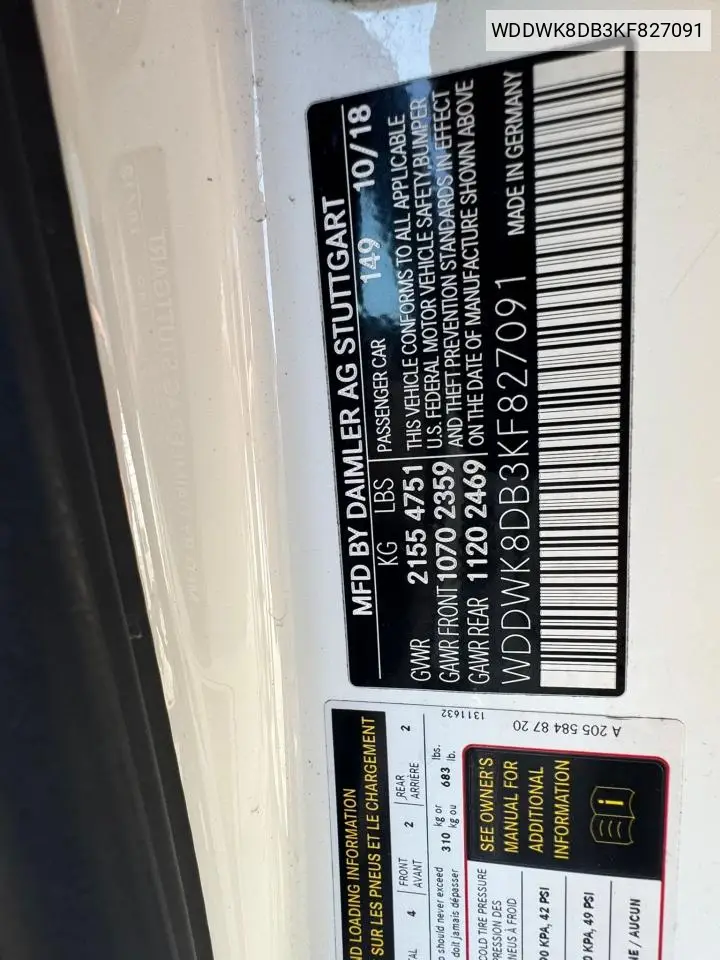 WDDWK8DB3KF827091
MFD BY DAIMLER AG STUTTGART
KG LBS PASSENGER CAR 149 10/18
GVWR 2155 4751 THIS VEHICLE CONFORMS TO ALL APPLICABLE
GAWR FRONT 1070 2359 U.S. FEDERAL MOTOR VEHICLE SAFETY, BUMPER
AND THEFT PREVENTION STANDARDS IN EFFECT
GAWR REAR 1120 2469 ON THE DATE OF MANUFACTURE SHOWN ABOVE
WDDWK8DB3KF827091 MADE IN GERMANY
LOADING INFORMATION
SUR LES PNEUS ET LE CHARGEMENT
4 FRONT 2 REAR 2
AVANT ARRIÈRE
should never exceed 310 kg or 683 lbs.
doit jamais dépasser kg ou lb.
COLD TIRE PRESSURE
KPA, 42 PSI
KPA, 49 PSI
/ AUCUN
SEE OWNER'S
MANUAL FOR
ADDITIONAL
INFORMATION
1311632
A 205 584 87 20